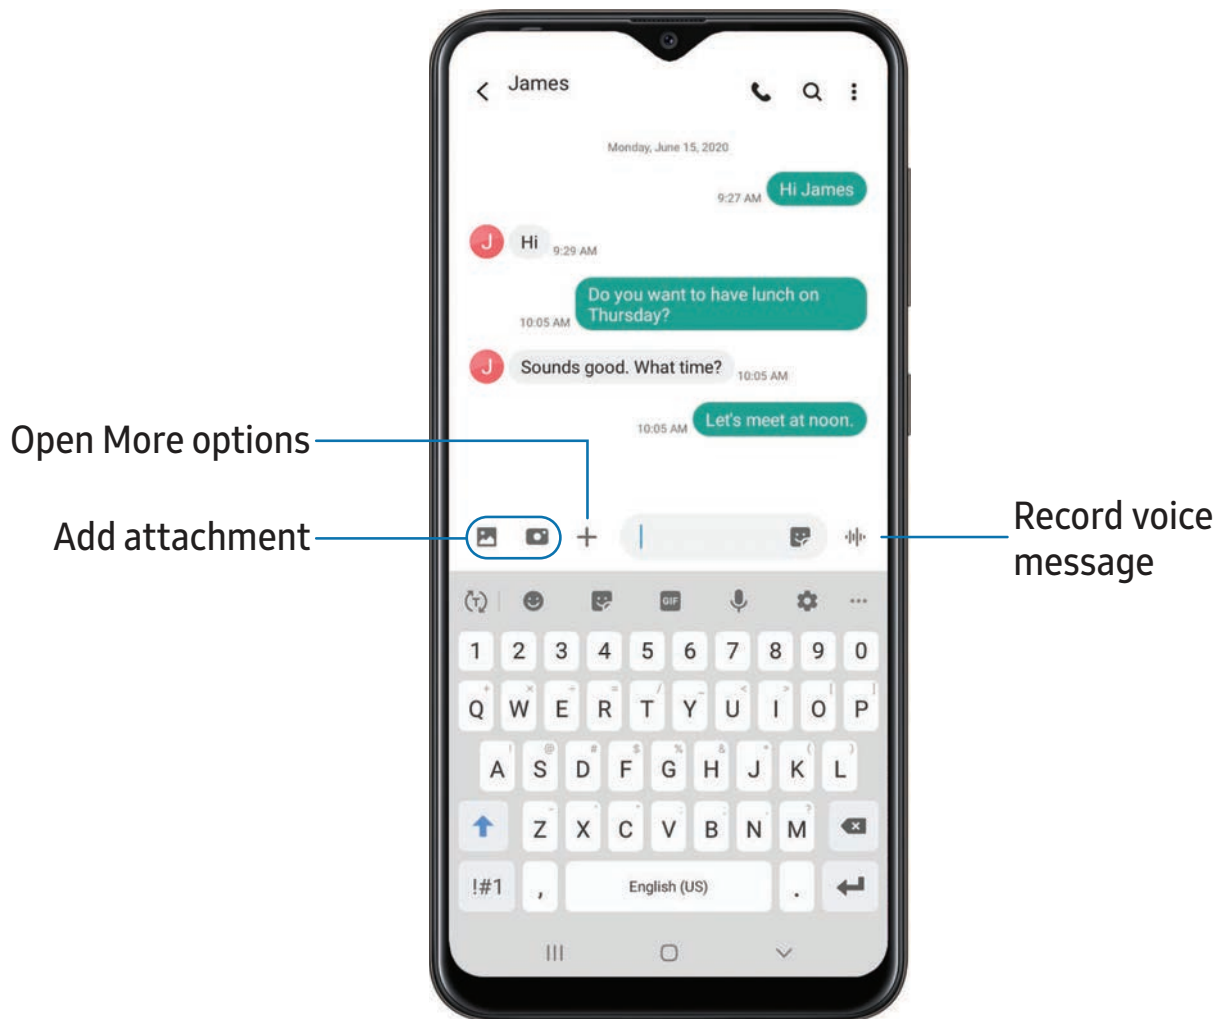 James
Monday, June 15, 2020
9:27 AM Hi James
J Hi 9:29 AM
Do you want to have lunch on
10:05 AM Thursday?
J Sounds good. What time? 10:05 AM
10:05 AM Let's meet at noon.
Open More options
Add attachment
Record voice
message
T GIF
1 2 3 4 5 6 7 8 9 0
Q W E R T Y U I O P
A S D F G H J K L
Z X C V B N M
!#1 , English (US) .